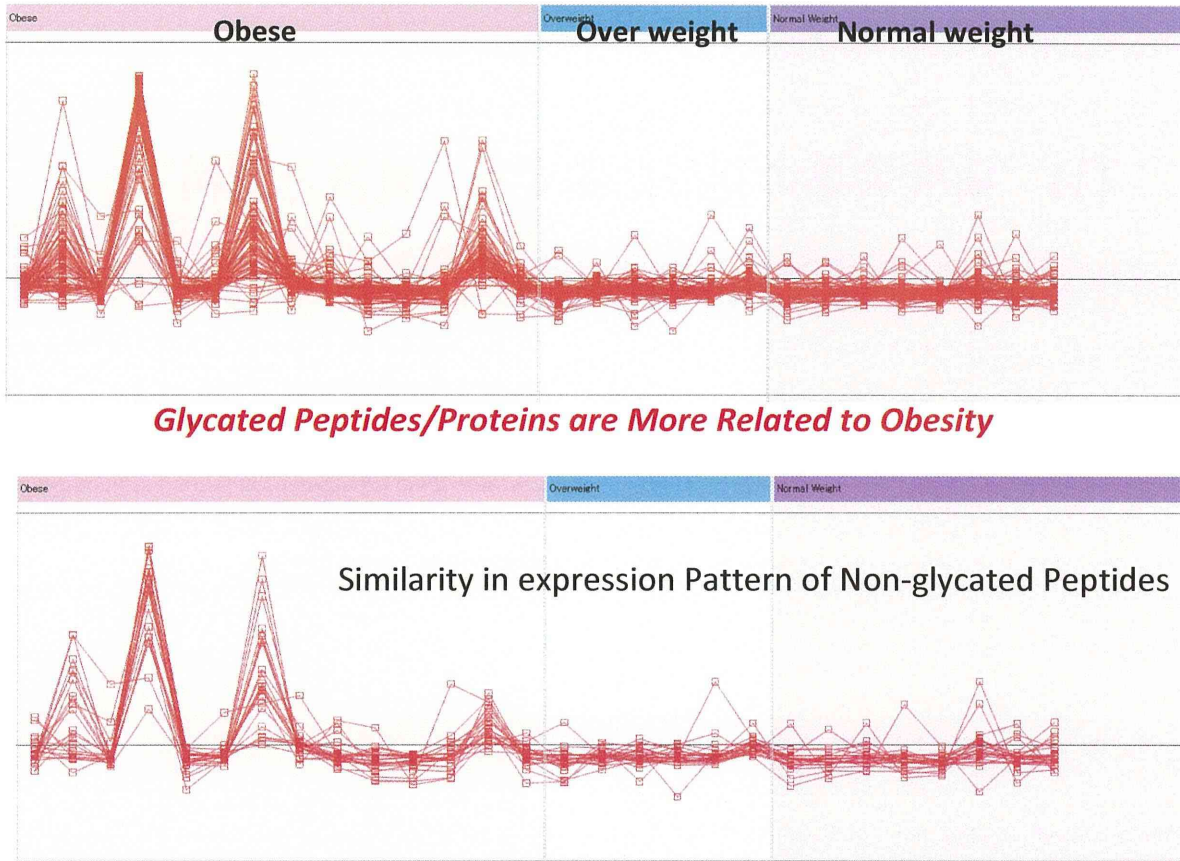 Obese
Overweight
Normal Weight
Obese
Over weight
Normal weight
Glycated Peptides/Proteins are More Related to Obesity
Obese
Overweight
Normal Weight
Similarity in expression Pattern of Non-glycated Peptides